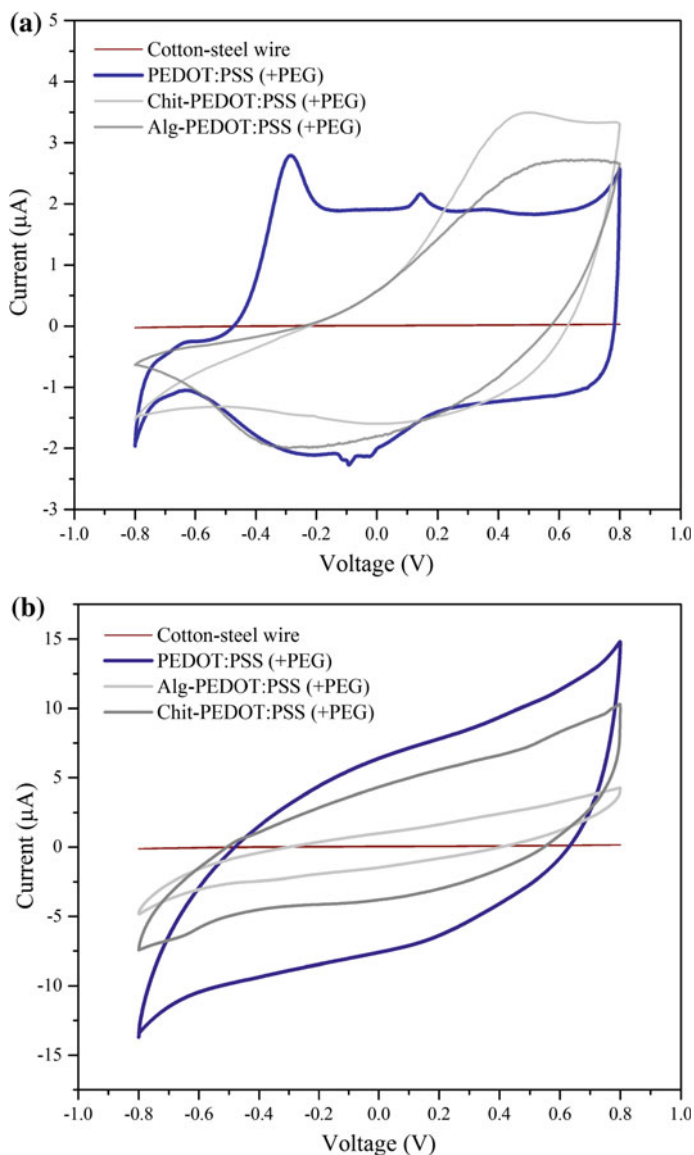 (a)
5
4
3
2
1
0
-1
-2
-3
Current (µA)
Cotton-steel wire
PEDOT:PSS (+PEG)
Chit-PEDOT:PSS (+PEG)
Alg-PEDOT:PSS (+PEG)
-1.0 -0.8 -0.6 -0.4 -0.2 0.0 0.2 0.4 0.6 0.8 1.0
Voltage (V)
(b)
15
10
5
0
-5
-10
-15
Current (µA)
Cotton-steel wire
PEDOT:PSS (+PEG)
Alg-PEDOT:PSS (+PEG)
Chit-PEDOT:PSS (+PEG)
-1.0 -0.8 -0.6 -0.4 -0.2 0.0 0.2 0.4 0.6 0.8 1.0
Voltage (V)